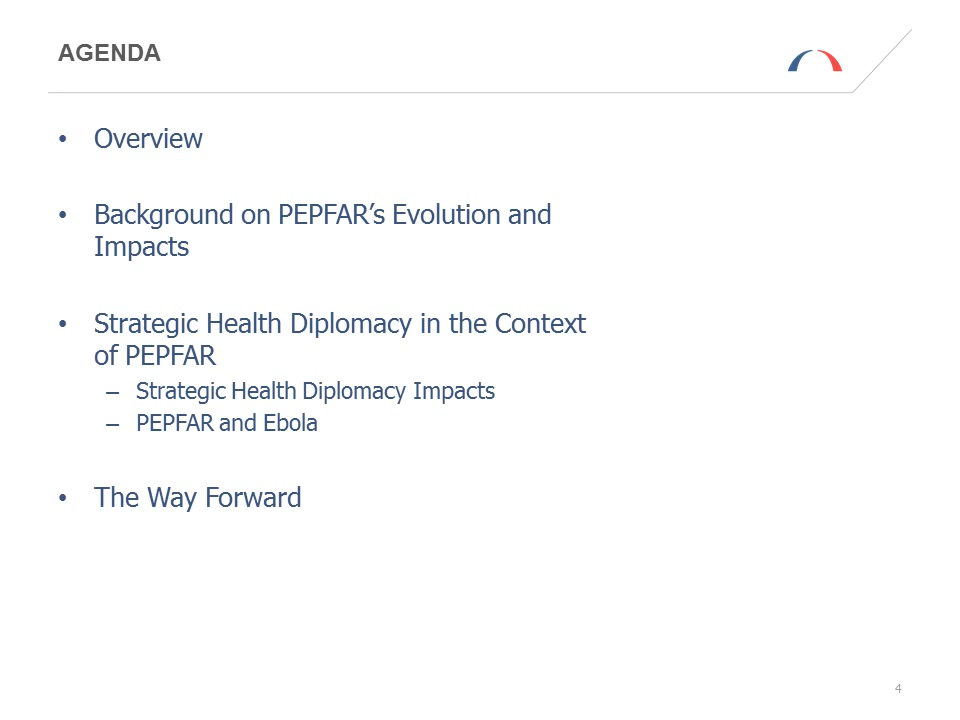 AGENDA
• Overview
• Background on PEPFAR’s Evolution and
Impacts
• Strategic Health Diplomacy in the Context
of PEPFAR
– Strategic Health Diplomacy Impacts
– PEPFAR and Ebola
• The Way Forward
4